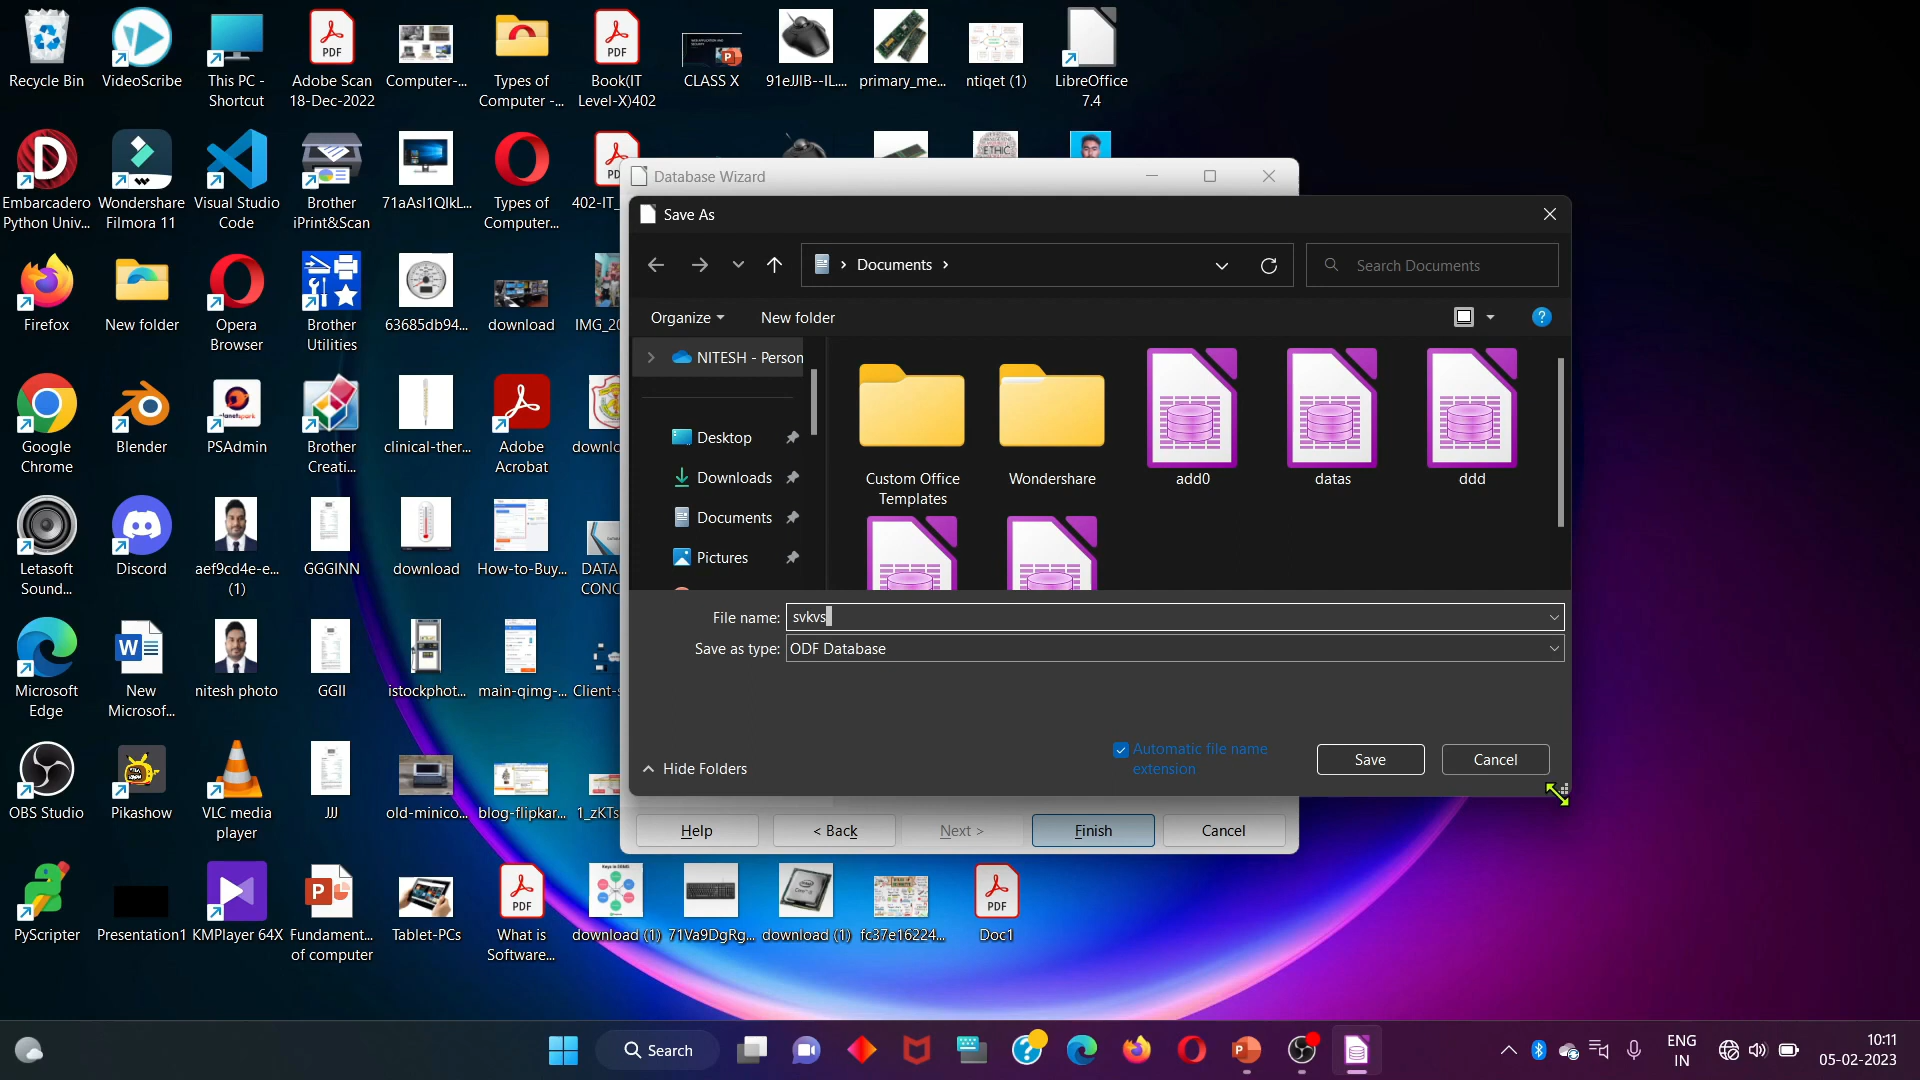 Recycle Bin
VideoScribe
This PC -
Shortcut
Adobe Scan
18-Dec-2022
Computer-...
Types of
Computer -...
Book(IT
Level-X)402
CLASS X
91eJJIB--IL...
primary_me...
ntiqet (1)
LibreOffice
7.4
Embarcadero
Python Univ...
Wondershare
Filmora 11
Visual Studio
Code
Brother
iPrint&Scan
71aAsI1QlkL...
Types of
Computer...
402-IT_
Firefox
New folder
Opera
Browser
Brother
Utilities
63685db94...
download
IMG_20
Google
Chrome
Blender
PSAdmin
Brother
Creati...
clinical-ther...
Adobe
Acrobat
downlo
Letasoft
Sound...
Discord
aef9cd4e-e...
(1)
GGGINN
download
How-to-Buy...
DATA
CONC
Microsoft
Edge
New
Microsof...
nitesh photo
GGII
istockphot...
main-qimg-...
Client-s
OBS Studio
Pikashow
VLC media
player
JJJ
old-minico...
blog-flipkar...
1_zKTs
PyScripter
Presentation1
KMPlayer 64X
Fundament...
of computer
Tablet-PCs
What is
Software...
download (1)
71Va9DgRg...
download (1)
fc37e16224...
Doc1
Database Wizard
Save As
Documents
Search Documents
Organize
New folder
NITESH - Person
Desktop
Downloads
Documents
Pictures
Custom Office
Templates
Wondershare
add0
datas
ddd
File name: svkvs
Save as type: ODF Database
Hide Folders
Automatic file name
extension
Save
Cancel
Help
< Back
Next >
Finish
Cancel
Search
ENG
IN
10:11
05-02-2023